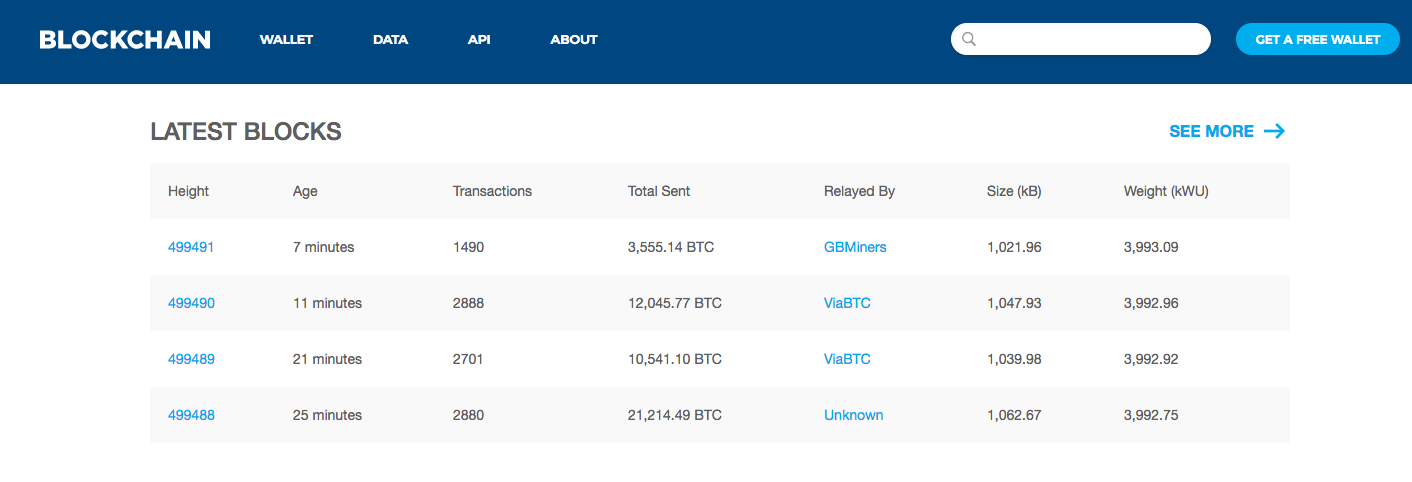 BLOCKCHAIN WALLET DATA API ABOUT GET A FREE WALLET
LATEST BLOCKS SEE MORE →
Height Age Transactions Total Sent Relayed By Size (kB) Weight (kWU)
499491 7 minutes 1490 3,555.14 BTC GBMiners 1,021.96 3,993.09
499490 11 minutes 2888 12,045.77 BTC ViaBTC 1,047.93 3,992.96
499489 21 minutes 2701 10,541.10 BTC ViaBTC 1,039.98 3,992.92
499488 25 minutes 2880 21,214.49 BTC Unknown 1,062.67 3,992.75